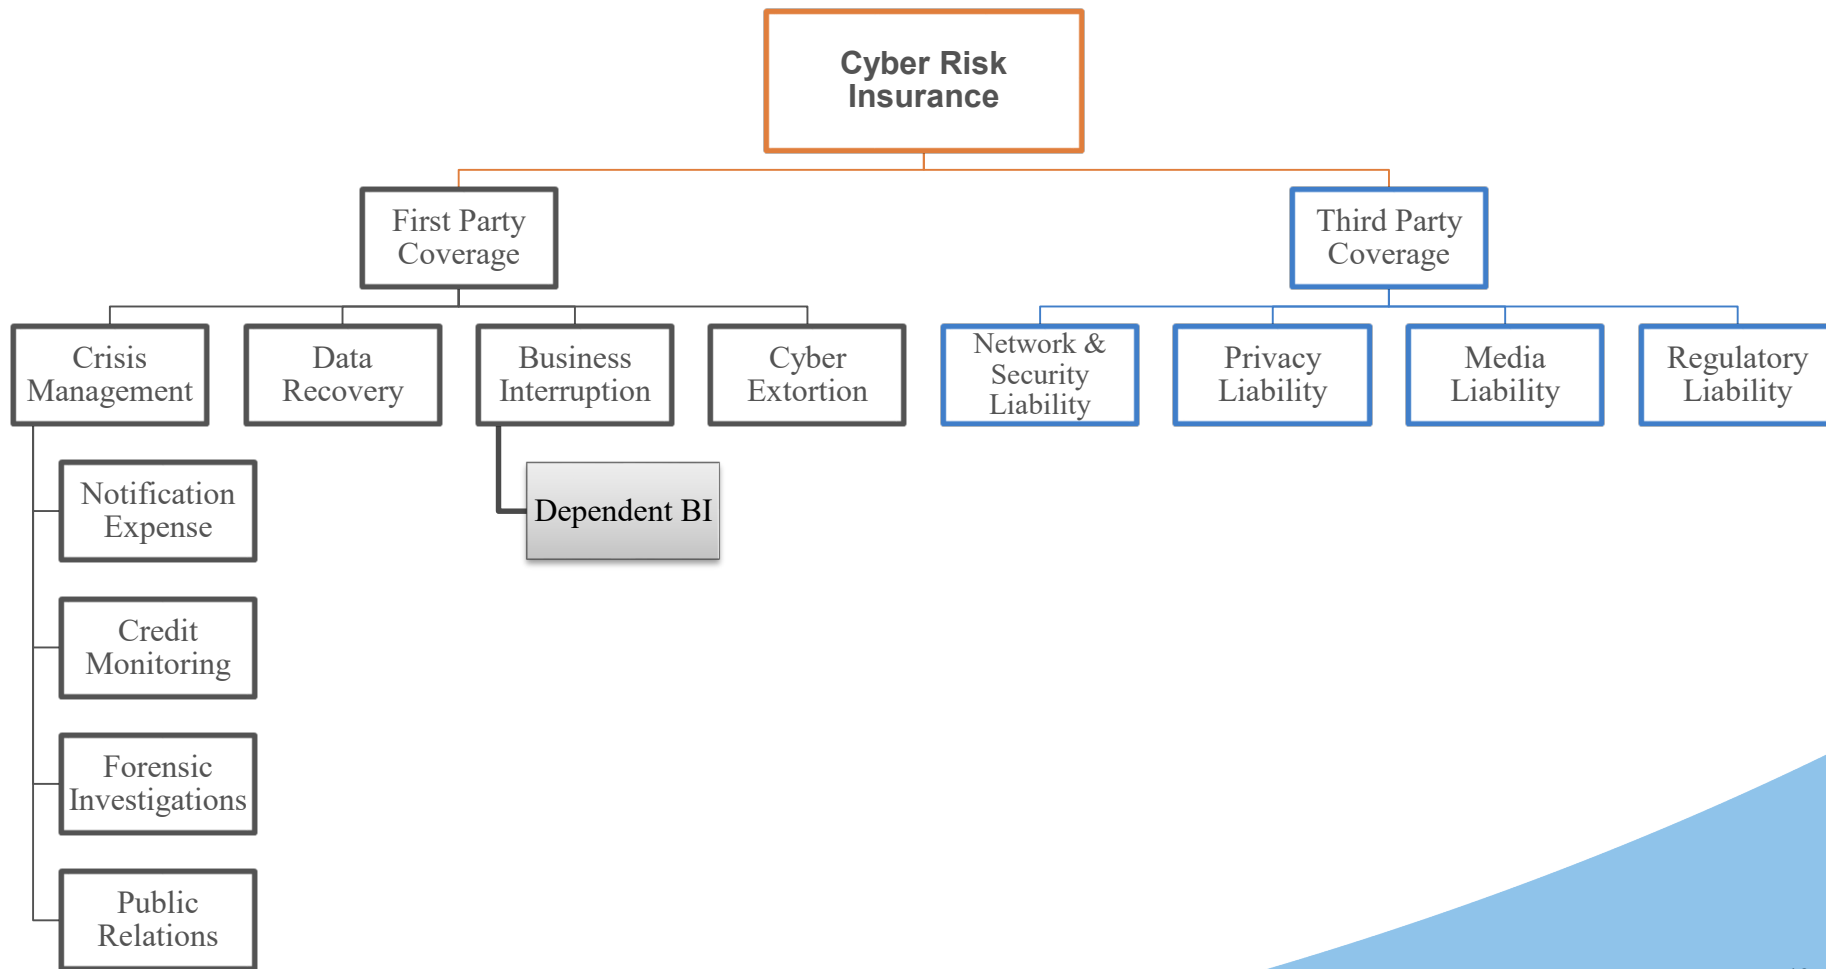 Cyber Risk
Insurance
First Party
Coverage
Third Party
Coverage
Crisis
Management
Data
Recovery
Business
Interruption
Cyber
Extortion
Network &
Security
Liability
Privacy
Liability
Media
Liability
Regulatory
Liability
Notification
Expense
Dependent BI
Credit
Monitoring
Forensic
Investigations
Public
Relations